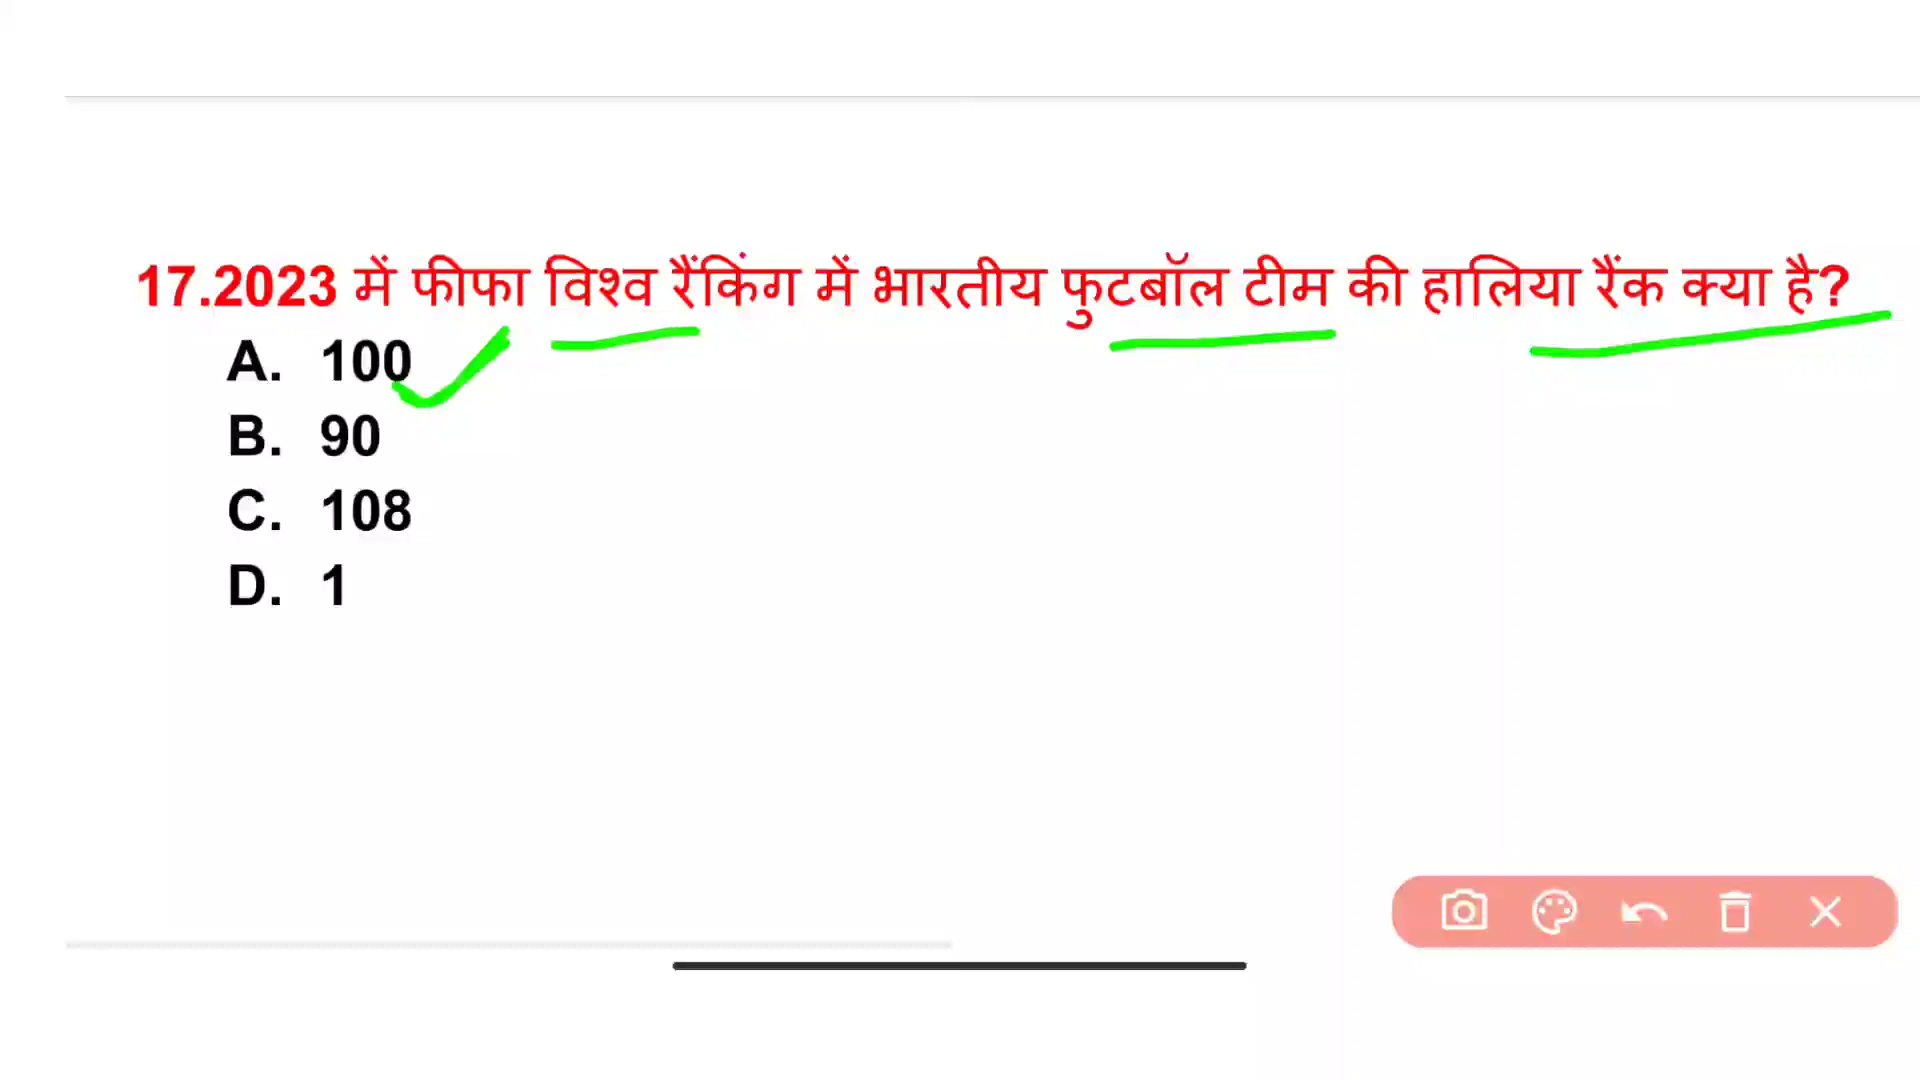 17.2023 में फीफा विश्व रैंकिंग में भारतीय फुटबॉल टीम की हालिया रैंक क्या है?
A. 100
B. 90
C. 108
D. 1